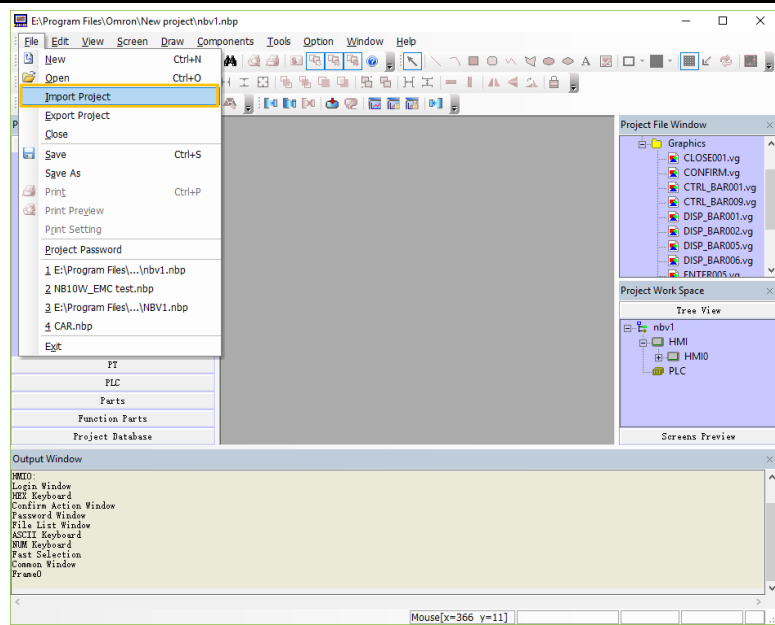 E:\Program Files\Omron\New project\nbv1.nbp
File Edit View Screen Draw Components Tools Option Window Help
New Ctrl+N
Open Ctrl+O
Import Project
Export Project
Close
Save Ctrl+S
Save As
Print Ctrl+P
Print Preview
Print Setting
Project Password
1 E:\Program Files\...\nbv1.nbp
2 NB10W_EMC test.nbp
3 E:\Program Files\...\NBV1.nbp
4 CAR.nbp
Exit
P
PT
PLC
Parts
Function Parts
Project Database
Project File Window
Graphics
CLOSE001.vg
CONFIRM.vg
CTRL_BAR001.vg
CTRL_BAR009.vg
DISP_BAR001.vg
DISP_BAR002.vg
DISP_BAR005.vg
DISP_BAR006.vg
ENTER005.vg
Project Work Space
Tree View
nbv1
HMI
HMI0
PLC
Screens Preview
Output Window
HMI0:
Login Window
HEX Keyboard
Confirm Action Window
Password Window
File List Window
ASCII Keyboard
NUM Keyboard
Fast Selection
Common Window
Frame0
Mouse[x=366 y=11]